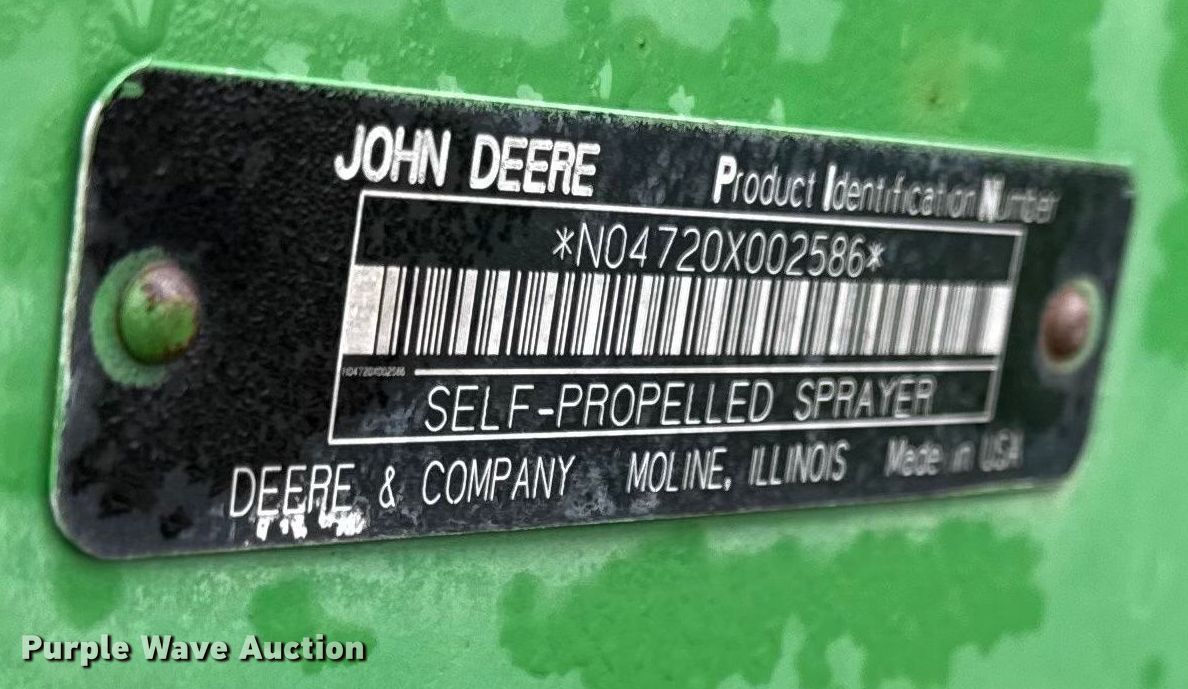 JOHN DEERE Product Identification Number
*N04720X002586*
N04720X002586
SELF-PROPELLED SPRAYER
DEERE & COMPANY MOLINE, ILLINOIS Made in USA
Purple Wave Auction